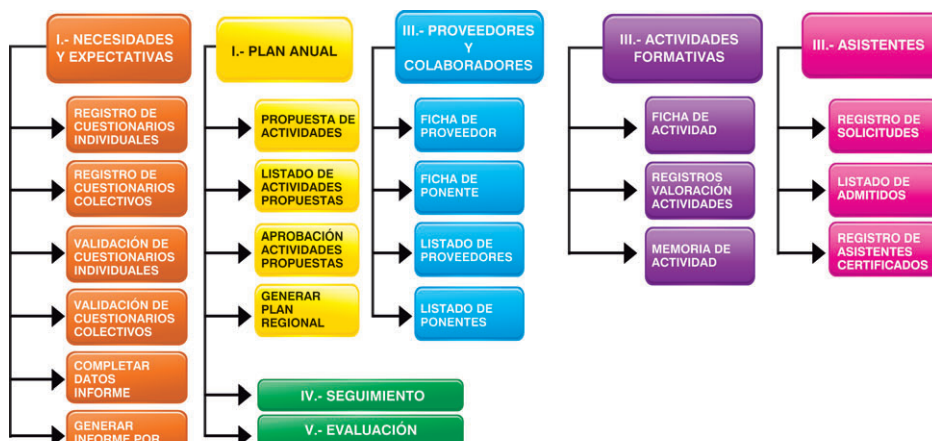 I.- NECESIDADES
Y EXPECTATIVAS
REGISTRO DE
CUESTIONARIOS
INDIVIDUALES
REGISTRO DE
CUESTIONARIOS
COLECTIVOS
VALIDACIÓN DE
CUESTIONARIOS
INDIVIDUALES
VALIDACIÓN DE
CUESTIONARIOS
COLECTIVOS
COMPLETAR
DATOS
INFORME
GENERAR
INFORME POR
I.- PLAN ANUAL
PROPUESTA DE
ACTIVIDADES
LISTADO DE
ACTIVIDADES
PROPUESTAS
APROBACIÓN
ACTIVIDADES
PROPUESTAS
GENERAR
PLAN
REGIONAL
IV.- SEGUIMIENTO
V.- EVALUACIÓN
III.- PROVEEDORES
Y
COLABORADORES
FICHA DE
PROVEEDOR
FICHA DE
PONENTE
LISTADO DE
PROVEEDORES
LISTADO DE
PONENTES
III.- ACTIVIDADES
FORMATIVAS
FICHA DE
ACTIVIDAD
REGISTROS
VALORACIÓN
ACTIVIDADES
MEMORIA DE
ACTIVIDAD
III.- ASISTENTES
REGISTRO DE
SOLICITUDES
LISTADO DE
ADMITIDOS
REGISTRO DE
ASISTENTES
CERTIFICADOS